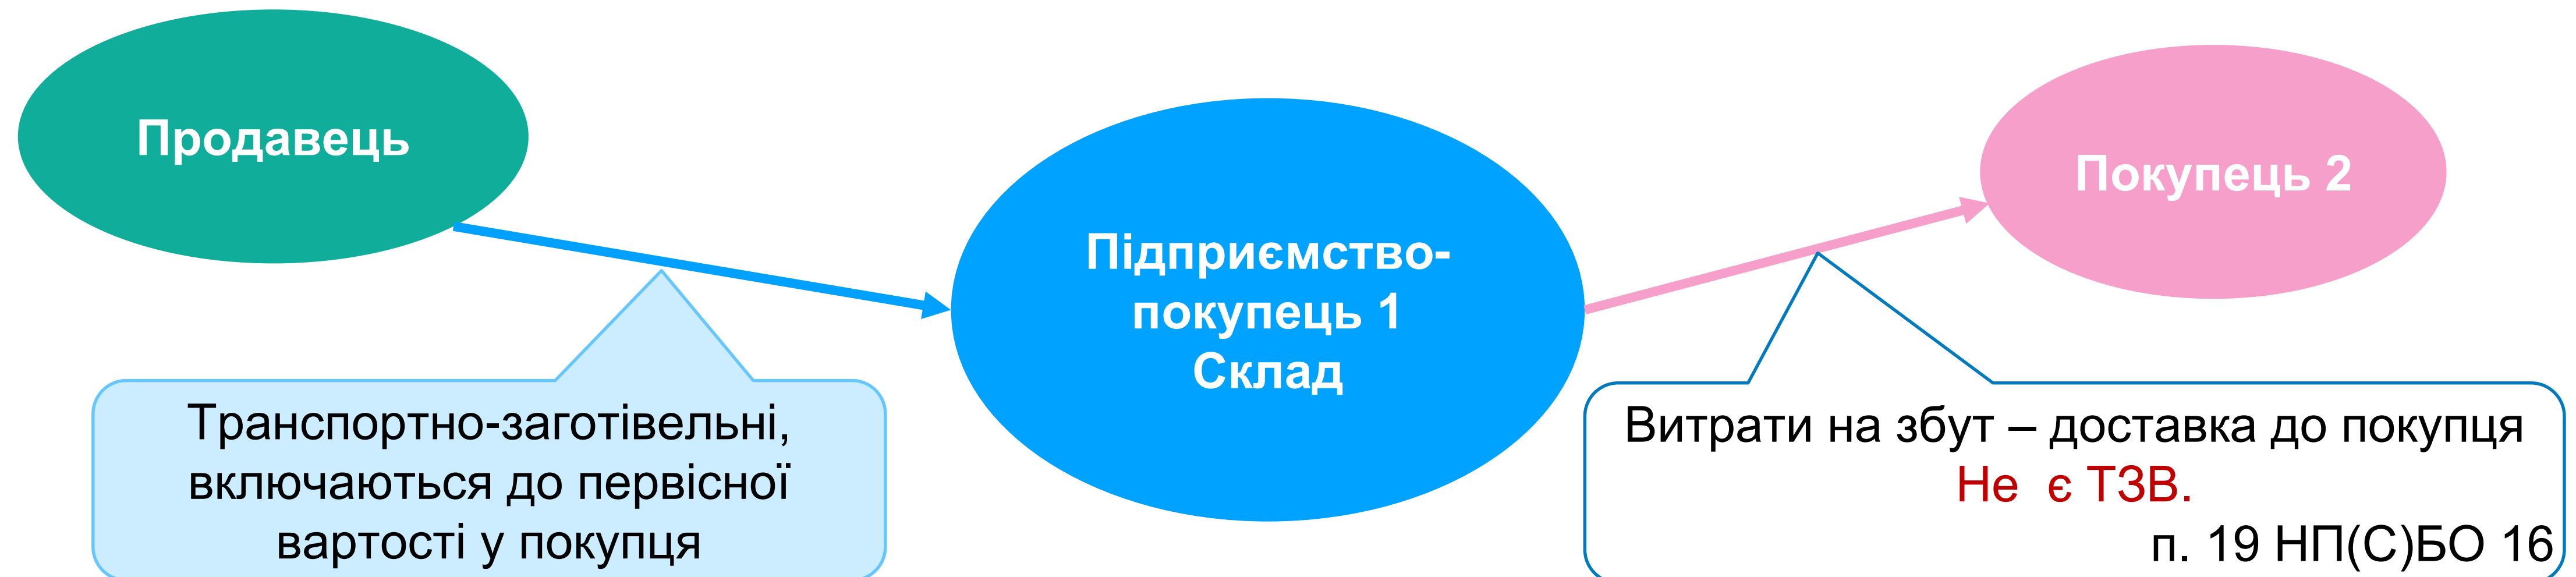 Продавець
Підприємство-
покупець 1
Склад
Покупець 2
Транспортно-заготівельні,
включаються до первісної
вартості у покупця
Витрати на збут – доставка до покупця
Не є ТЗВ.
п. 19 НП(С)БО 16